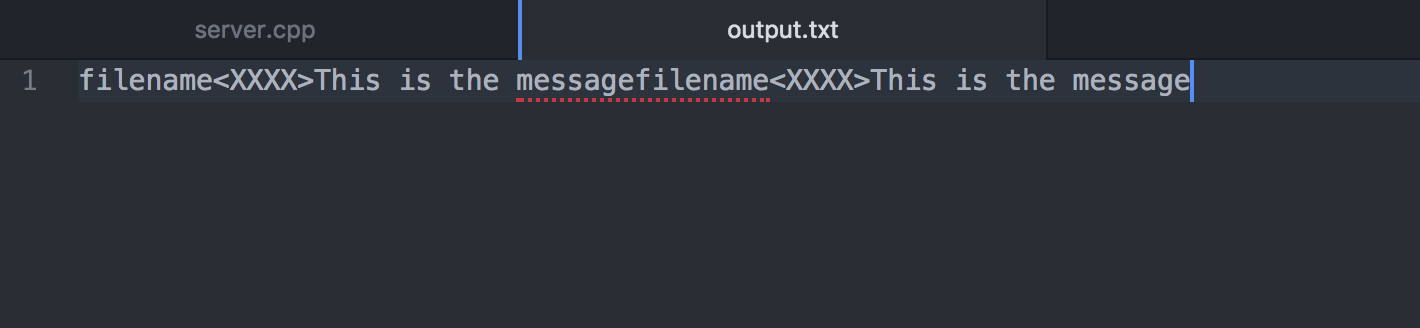 server.cpp
output.txt
1 filename<XXXX>This is the messagefilename<XXXX>This is the message